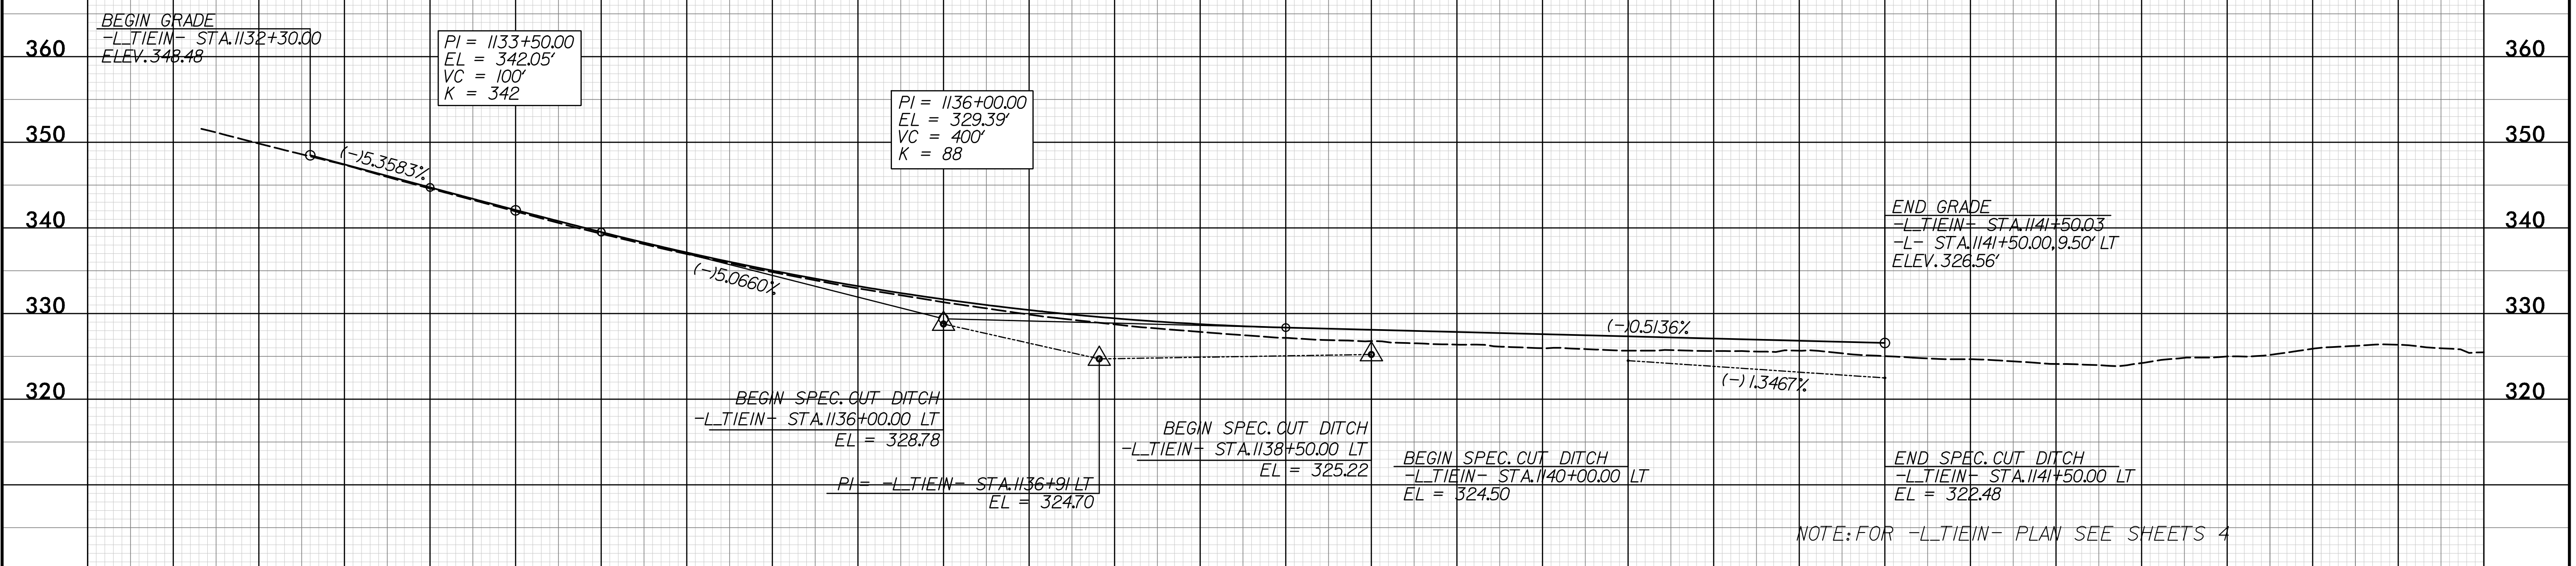 BEGIN GRADE
-L_TIEIN- STA.1132+30.00
ELEV.348.48
PI = 1133+50.00
EL = 342.05'
VC = 100'
K = 342
PI = 1136+00.00
EL = 329.39'
VC = 400'
K = 88
360
360
350
350
340
340
330
330
320
320
(-)5.3583%
(-)5.0660%
(-)0.5136%
(-)1.3467%
END GRADE
-L_TIEIN- STA.1141+50.03
-L- STA.1141+50.00,9.50' LT
ELEV.326.56'
BEGIN SPEC.CUT DITCH
-L_TIEIN- STA.1136+00.00 LT
EL = 328.78
PI = -L_TIEIN- STA.1136+91 LT
EL = 324.70
BEGIN SPEC.CUT DITCH
-L_TIEIN- STA.1138+50.00 LT
EL = 325.22
BEGIN SPEC.CUT DITCH
-L_TIEIN- STA.1140+00.00 LT
EL = 324.50
END SPEC.CUT DITCH
-L_TIEIN- STA.1141+50.00 LT
EL = 322.48
NOTE:FOR -L_TIEIN- PLAN SEE SHEETS 4